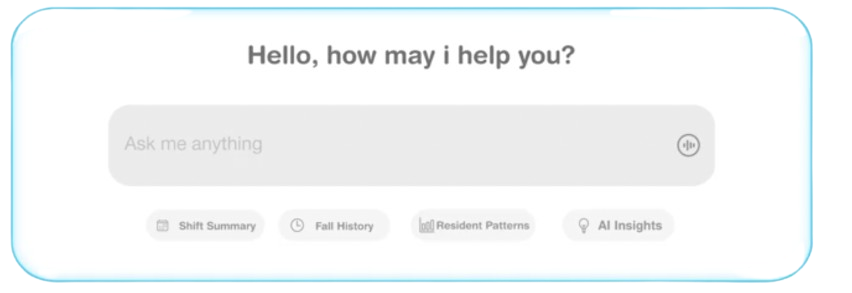 Hello, how may i help you?
Ask me anything
Shift Summary Fall History Resident Patterns AI Insights